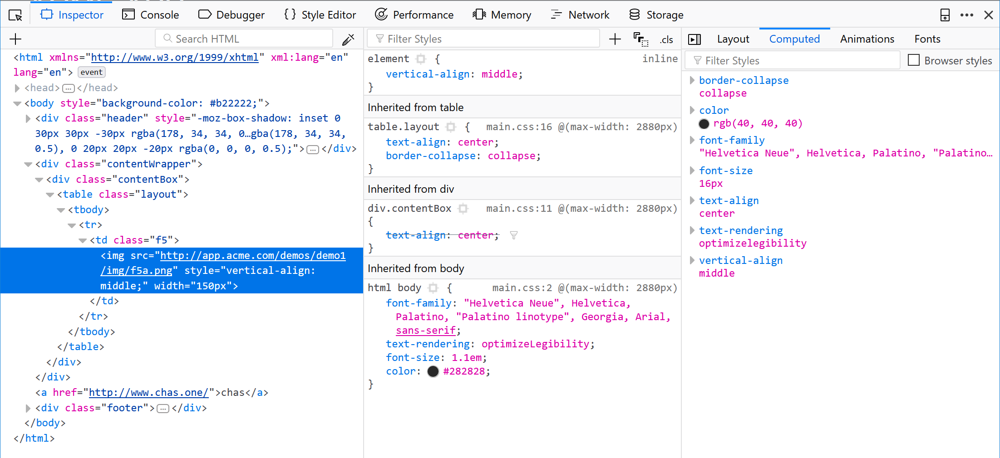 Inspector Console Debugger { } Style Editor Performance Memory Network Storage
Search HTML
<html xmlns="http://www.w3.org/1999/xhtml" xml:lang="en"
lang="en"> event
<head>…</head>
<body style="background-color: #b22222;">
<div class="header" style="-moz-box-shadow: inset 0
30px 30px -30px rgba(178, 34, 34, 0…gba(178, 34, 34,
0.5), 0 20px 20px -20px rgba(0, 0, 0, 0.5);">…</div>
<div class="contentWrapper">
<div class="contentBox">
<table class="layout">
<tbody>
<tr>
<td class="f5">
<img src="http://app.acme.com/demos/demo1
/img/f5a.png" style="vertical-align:
middle;" width="150px">
</td>
</tr>
</tbody>
</table>
</div>
</div>
<a href="http://www.chas.one/">chas</a>
<div class="footer">…</div>
</body>
</html>
Filter Styles .cls
element { inline
vertical-align: middle;
}
Inherited from table
table.layout { main.css:16 @(max-width: 2880px)
text-align: center;
border-collapse: collapse;
}
Inherited from div
div.contentBox main.css:11 @(max-width: 2880px)
{
text-align: center;
}
Inherited from body
html body { main.css:2 @(max-width: 2880px)
font-family: "Helvetica Neue", Helvetica,
Palatino, "Palatino linotype", Georgia, Arial,
sans-serif;
text-rendering: optimizeLegibility;
font-size: 1.1em;
color: #282828;
}
Layout Computed Animations Fonts
Filter Styles Browser styles
border-collapse
collapse
color
rgb(40, 40, 40)
font-family
"Helvetica Neue", Helvetica, Palatino, "Palatino…
font-size
16px
text-align
center
text-rendering
optimizelegibility
vertical-align
middle